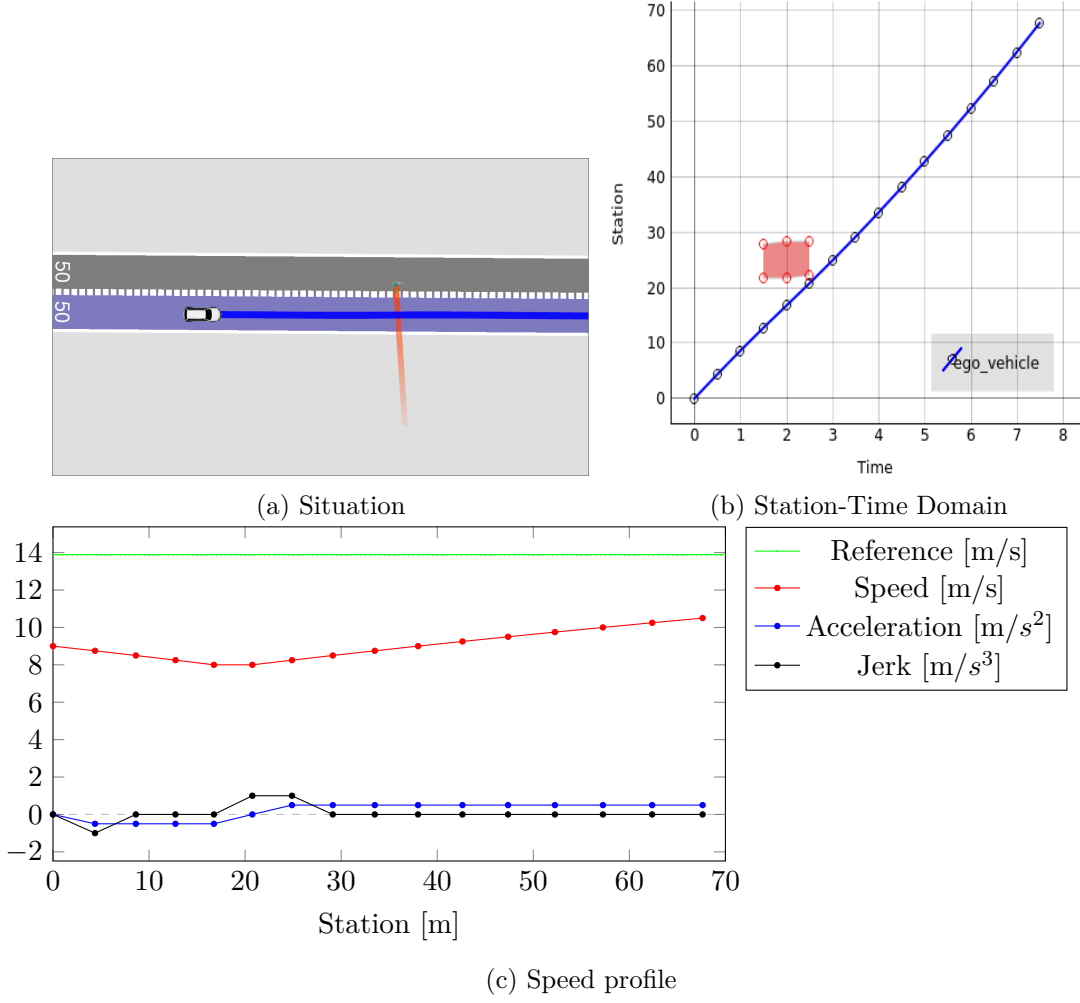 50
50
(a) Situation
70
60
50
40
30
20
10
0
Station
0 1 2 3 4 5 6 7 8
Time
ego_vehicle
(b) Station-Time Domain
14
12
10
8
6
4
2
0
−2
0 10 20 30 40 50 60 70
Station [m]
Reference [m/s]
Speed [m/s]
Acceleration [m/s²]
Jerk [m/s³]
(c) Speed profile